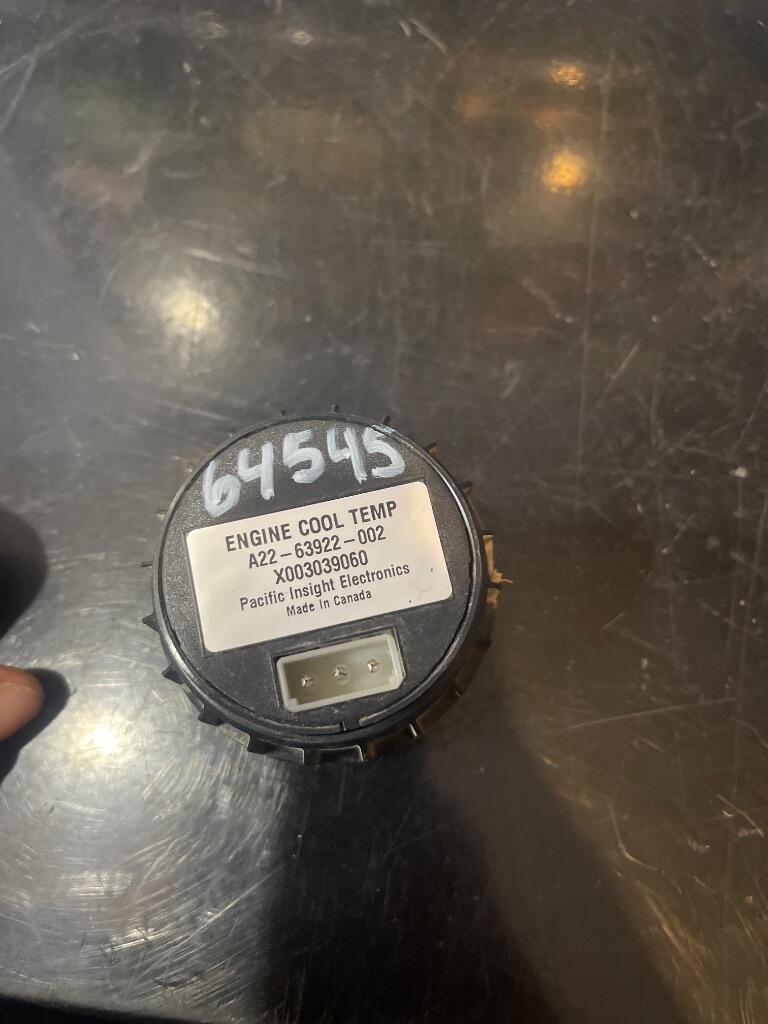 64545
ENGINE COOL TEMP
A22-63922-002
X003039060
Pacific Insight Electronics
Made In Canada